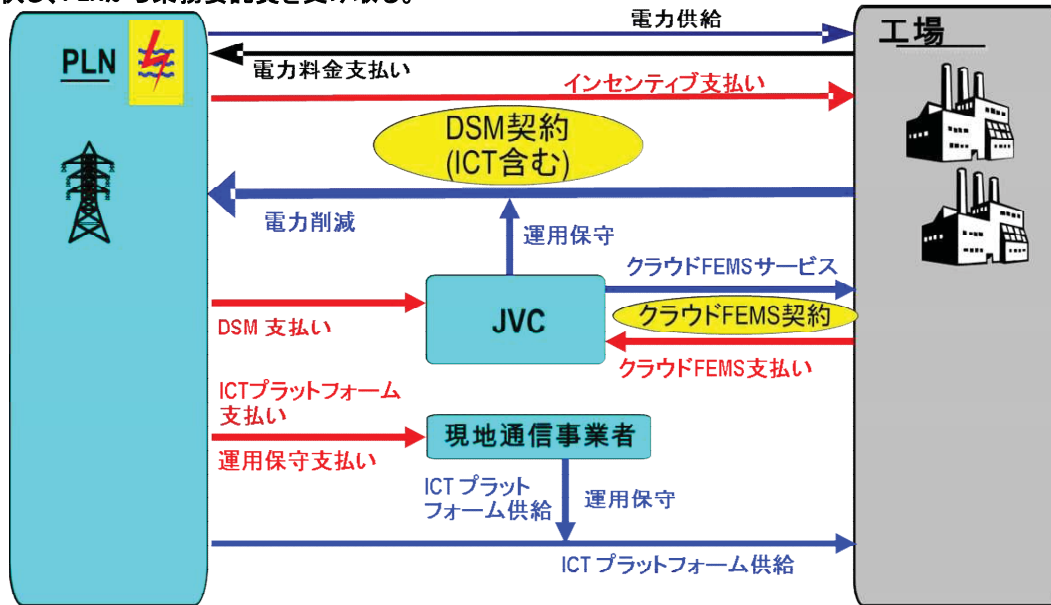 電力供給
工場
PLN
電力料金支払い
インセンティブ支払い
DSM契約
(ICT含む)
電力削減
運用保守
クラウドFEMSサービス
JVC
クラウドFEMS契約
DSM 支払い
クラウドFEMS支払い
ICTプラットフォーム
支払い
現地通信事業者
運用保守支払い
ICT プラット
フォーム供給
運用保守
ICT プラットフォーム供給